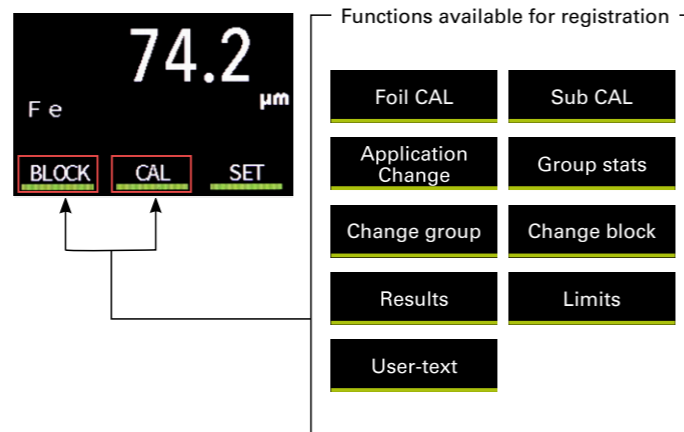 74.2
µm
F e
BLOCK CAL SET
Functions available for registration
Foil CAL Sub CAL
Application
Change
Group stats
Change group Change block
Results Limits
User-text